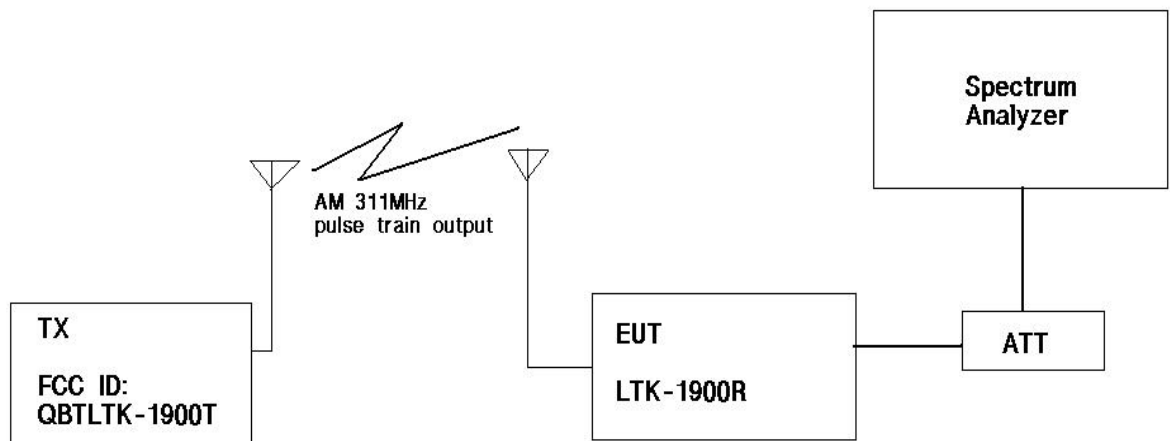 Spectrum
Analyzer
AM 311MHz
pulse train output
TX
FCC ID:
QBTLTK-1900T
EUT
LTK-1900R
ATT